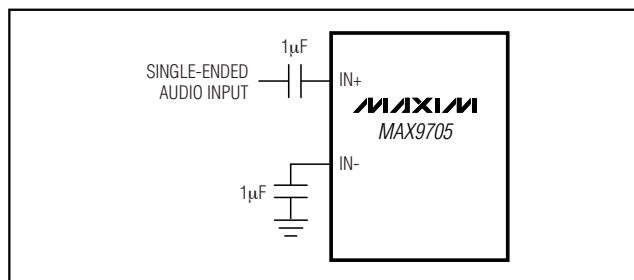 1μF
SINGLE-ENDED
AUDIO INPUT
IN+
MAXIM
MAX9705
IN-
1μF